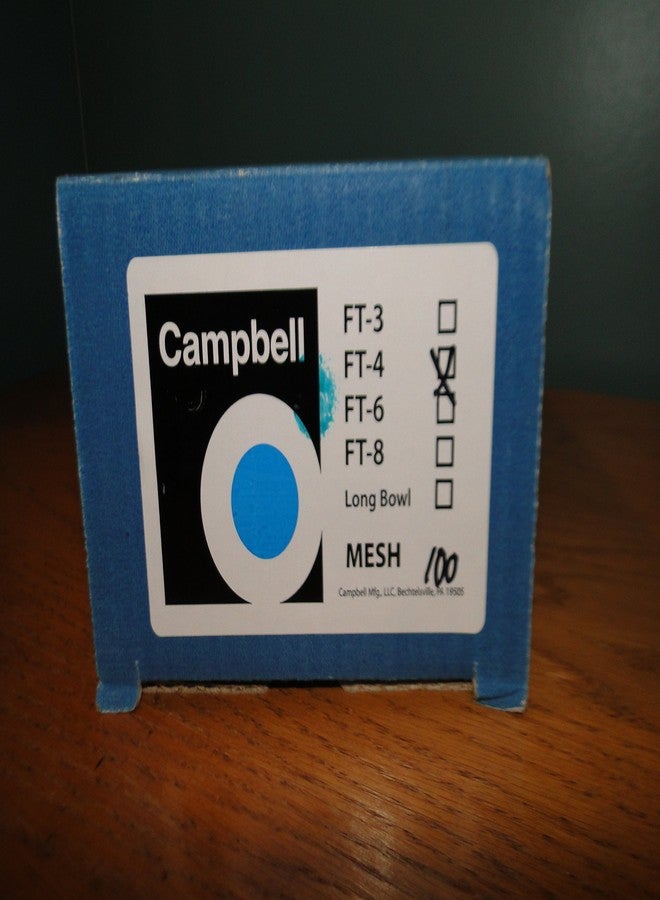 Campbell
FT-3
FT-4
FT-6
FT-8
Long Bowl
MESH 100
Campbell Mfg., LLC, Bechtelsville, PA 19505